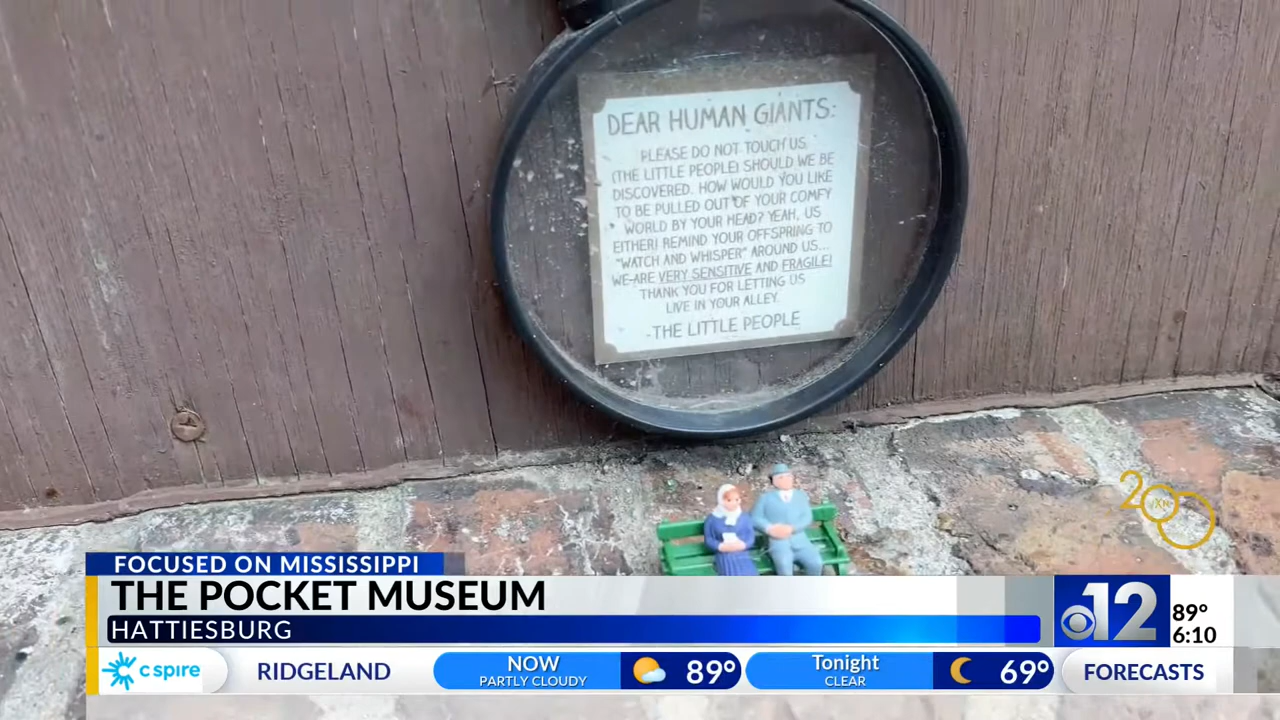 DEAR HUMAN GIANTS:
PLEASE DO NOT TOUCH US
(THE LITTLE PEOPLE) SHOULD WE BE
DISCOVERED. HOW WOULD YOU LIKE
TO BE PULLED OUT OF YOUR COMFY
WORLD BY YOUR HEAD? YEAH, US
EITHER! REMIND YOUR OFFSPRING TO
"WATCH AND WHISPER" AROUND US...
WE ARE VERY SENSITIVE AND FRAGILE!
THANK YOU FOR LETTING US
LIVE IN YOUR ALLEY.
-THE LITTLE PEOPLE
200
FOCUSED ON MISSISSIPPI
THE POCKET MUSEUM
HATTIESBURG
12
89°
6:10
c spire
RIDGELAND
NOW
PARTLY CLOUDY
89°
Tonight
CLEAR
69°
FORECASTS